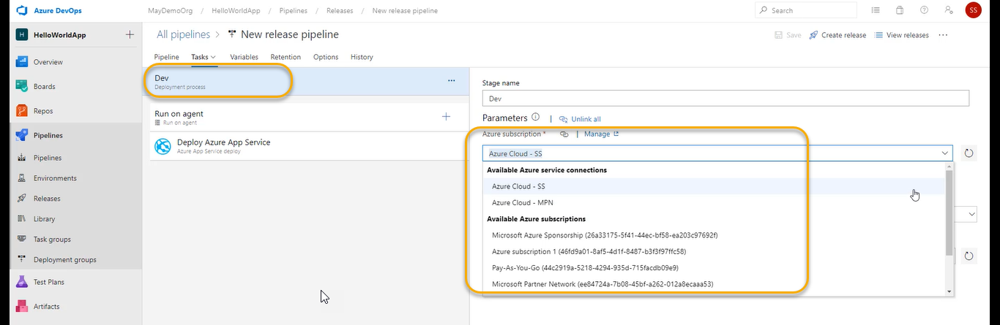 Azure DevOps
MayDemoOrg / HelloWorldApp / Pipelines / Releases / New release pipeline
Search
SS
H HelloWorldApp
All pipelines > New release pipeline
Save Create release View releases
Overview
Boards
Repos
Pipelines
Pipelines
Environments
Releases
Library
Task groups
Deployment groups
Test Plans
Artifacts
Pipeline Tasks Variables Retention Options History
Dev
Deployment process
Run on agent
Run on agent
Deploy Azure App Service
Azure App Service deploy
Stage name
Dev
Parameters | Unlink all
Azure subscription * | Manage
Azure Cloud - SS
Available Azure service connections
Azure Cloud - SS
Azure Cloud - MPN
Available Azure subscriptions
Microsoft Azure Sponsorship (26a33175-5f41-44ec-bf58-ea203c97692f)
Azure subscription 1 (46fd9a01-8af5-4d1f-8487-b3f3f97ffc58)
Pay-As-You-Go (44c2919a-5218-4294-935d-715facdb09e9)
Microsoft Partner Network (ee84724a-7b08-45bf-a262-012a8ecaaa53)